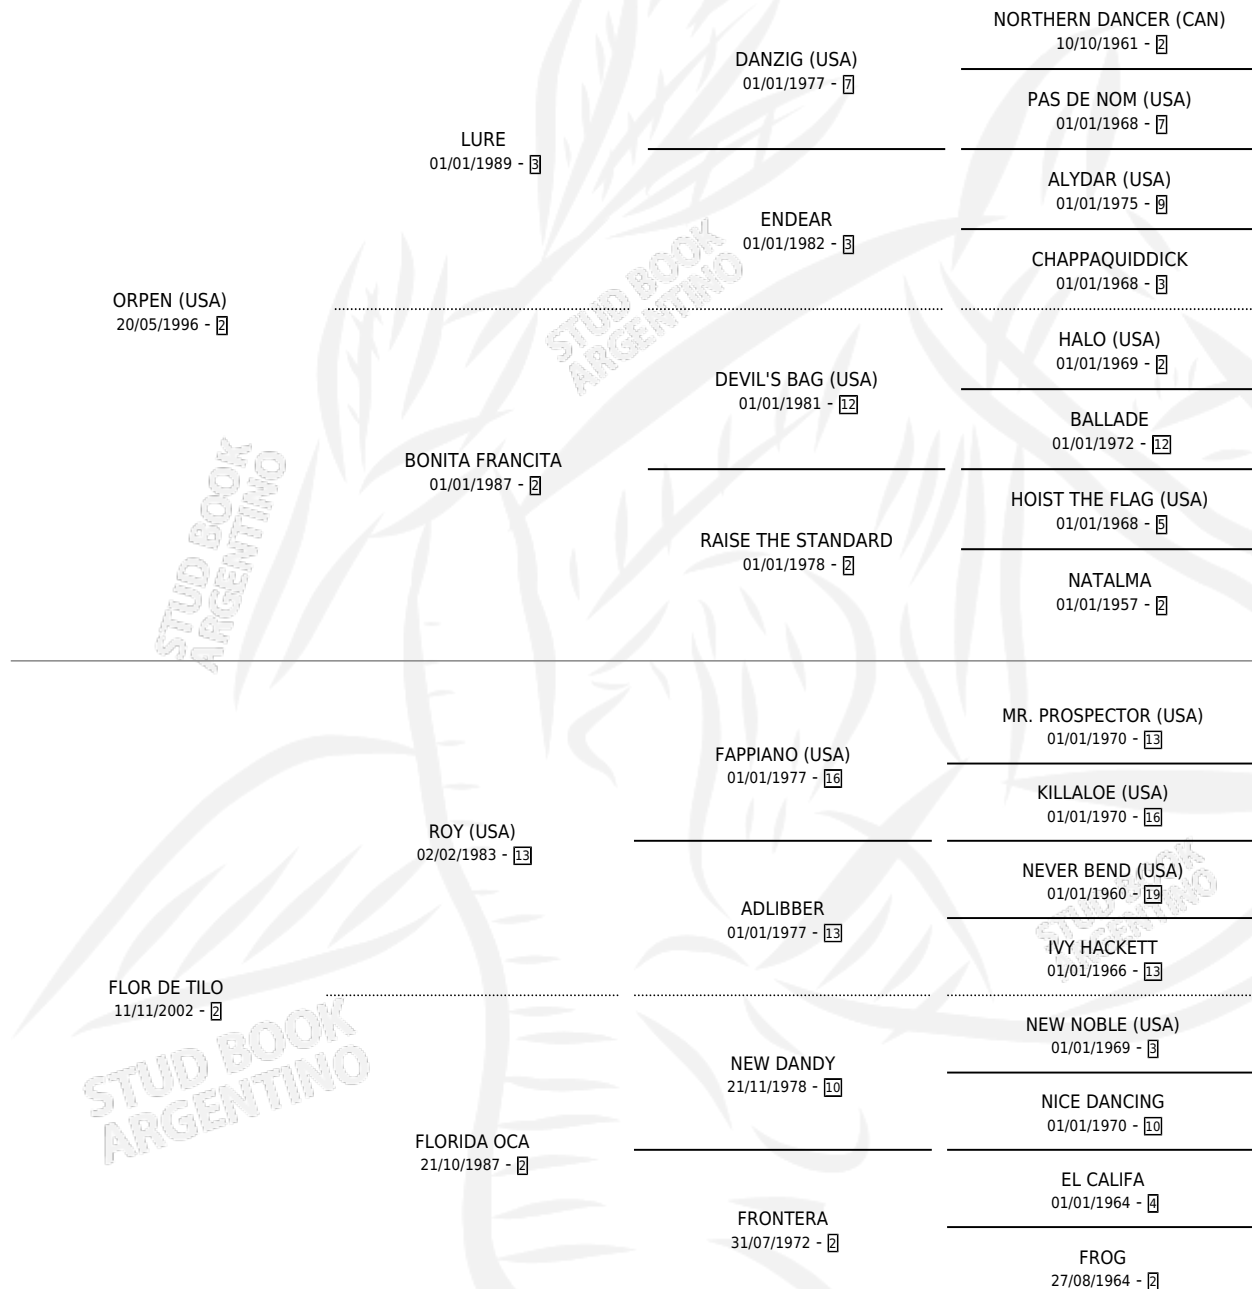 NORTHERN DANCER (CAN)
10/10/1961 - 2
DANZIG (USA)
01/01/1977 - 7
PAS DE NOM (USA)
01/01/1968 - 7
LURE
01/01/1989 - 3
ALYDAR (USA)
01/01/1975 - 9
ENDEAR
01/01/1982 - 3
CHAPPAQUIDDICK
01/01/1968 - 3
ORPEN (USA)
20/05/1996 - 2
STUD BOOK
ARGENTINO
HALO (USA)
01/01/1969 - 2
DEVIL'S BAG (USA)
01/01/1981 - 12
BALLADE
01/01/1972 - 12
BONITA FRANCITA
01/01/1987 - 2
HOIST THE FLAG (USA)
01/01/1968 - 5
RAISE THE STANDARD
01/01/1978 - 2
NATALMA
01/01/1957 - 2
STUD BOOK
ARGENTINO
MR. PROSPECTOR (USA)
01/01/1970 - 13
FAPPIANO (USA)
01/01/1977 - 16
KILLALOE (USA)
01/01/1970 - 16
ROY (USA)
02/02/1983 - 13
NEVER BEND (USA)
01/01/1960 - 19
ADLIBBER
01/01/1977 - 13
STUD BOOK
ARGENTINO
IVY HACKETT
01/01/1966 - 13
FLOR DE TILO
11/11/2002 - 2
NEW NOBLE (USA)
01/01/1969 - 3
NEW DANDY
21/11/1978 - 10
STUD BOOK
ARGENTINO
NICE DANCING
01/01/1970 - 10
FLORIDA OCA
21/10/1987 - 2
EL CALIFA
01/01/1964 - 4
FRONTERA
31/07/1972 - 2
FROG
27/08/1964 - 2